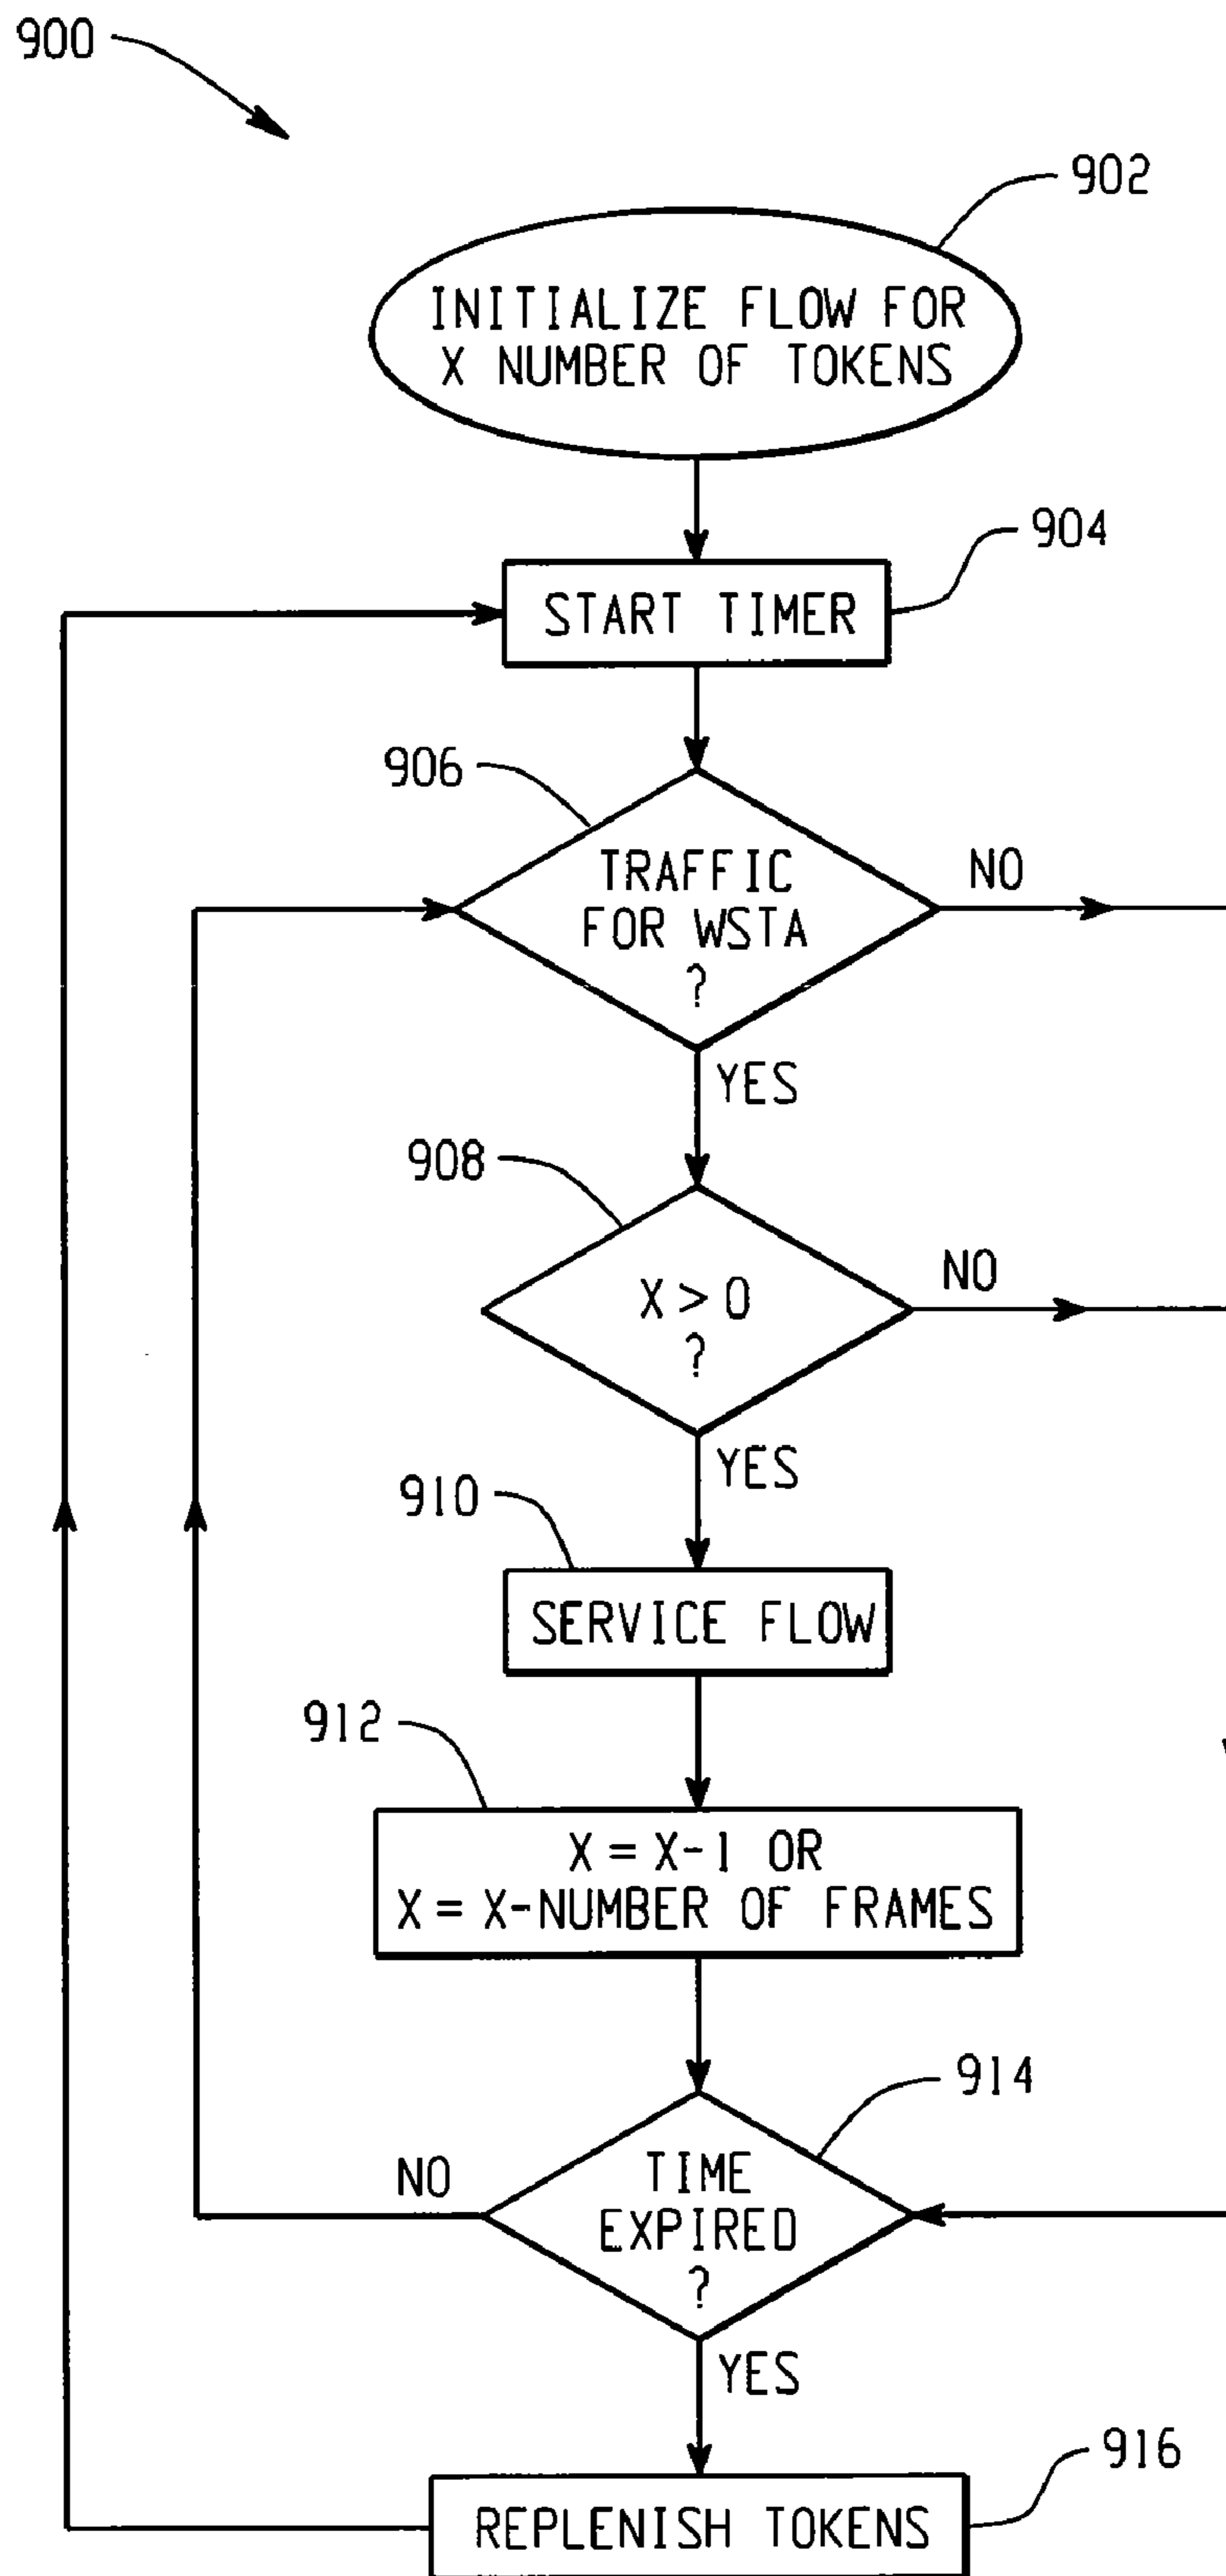 900
902
INITIALIZE FLOW FOR
X NUMBER OF TOKENS
904
START TIMER
906
TRAFFIC
FOR WSTA
?
NO
YES
908
X > 0
?
NO
YES
910
SERVICE FLOW
912
X = X-1 OR
X = X-NUMBER OF FRAMES
914
TIME
EXPIRED
?
NO
YES
916
REPLENISH TOKENS